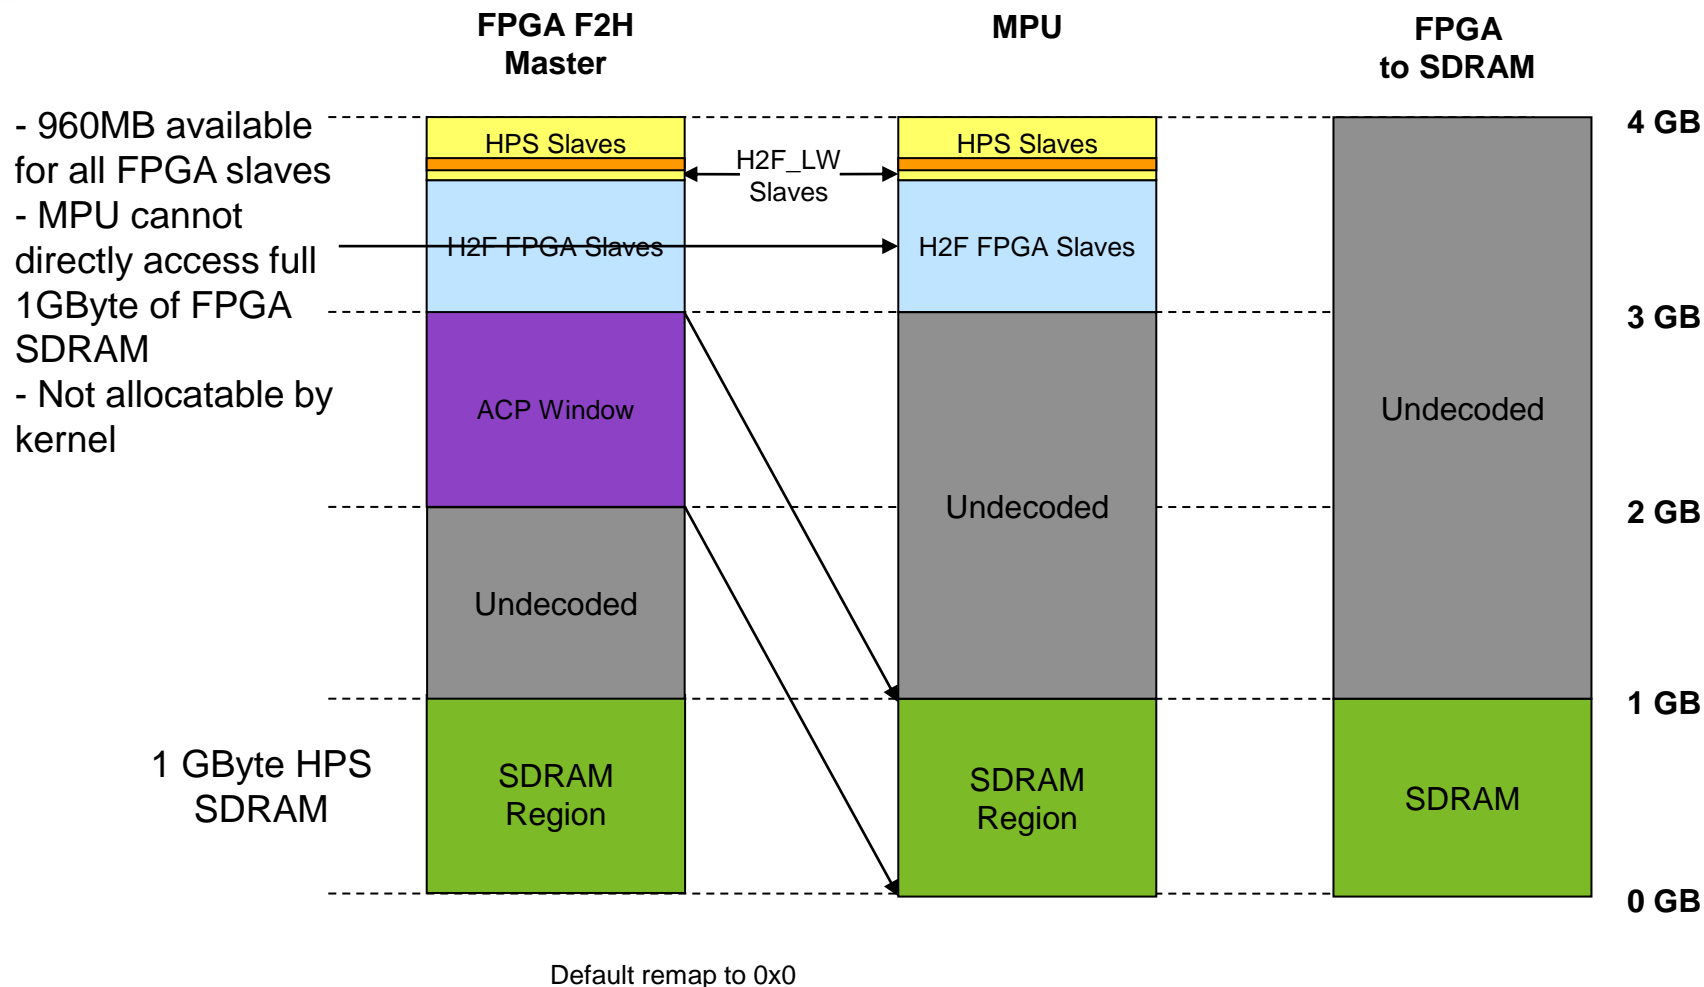 FPGA F2H
Master
MPU
FPGA
to SDRAM
- 960MB available
for all FPGA slaves
- MPU cannot
directly access full
1GByte of FPGA
SDRAM
- Not allocatable by
kernel
HPS Slaves
H2F_LW
Slaves
HPS Slaves
4 GB
H2F FPGA Slaves
H2F FPGA Slaves
3 GB
ACP Window
Undecoded
Undecoded
2 GB
Undecoded
1 GB
1 GByte HPS
SDRAM
SDRAM
Region
SDRAM
Region
SDRAM
0 GB
Default remap to 0x0